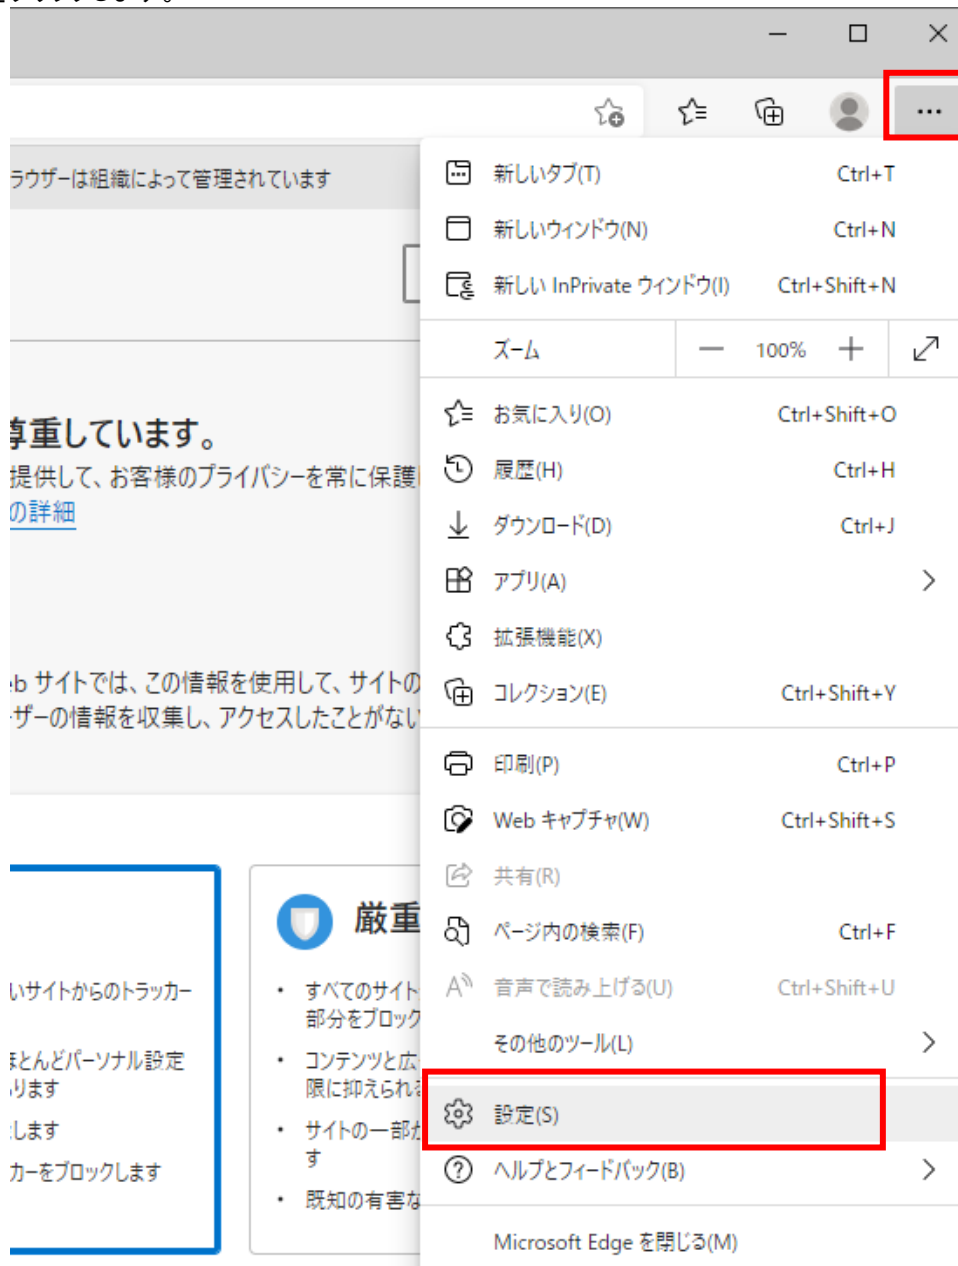 ラウザーは組織によって管理されています
新しいタブ(T) Ctrl+T
新しいウィンドウ(N) Ctrl+N
新しい InPrivate ウィンドウ(I) Ctrl+Shift+N
ズーム 100%
お気に入り(O) Ctrl+Shift+O
履歴(H) Ctrl+H
ダウンロード(D) Ctrl+J
アプリ(A)
拡張機能(X)
コレクション(E) Ctrl+Shift+Y
印刷(P) Ctrl+P
Web キャプチャ(W) Ctrl+Shift+S
共有(R)
ページ内の検索(F) Ctrl+F
音声で読み上げる(U) Ctrl+Shift+U
その他のツール(L)
設定(S)
ヘルプとフィードバック(B)
Microsoft Edge を閉じる(M)
尊重しています。
提供して、お客様のプライバシーを常に保護
の詳細
eb サイトでは、この情報を使用して、サイトの
ーザーの情報を収集し、アクセスしたことがない
いサイトからのトラッカー
ほとんどパーソナル設定
ります
します
カーをブロックします
厳重
• すべてのサイト
部分をブロック
• コンテンツと広
限に抑えられ
• サイトの一部が
す
• 既知の有害な